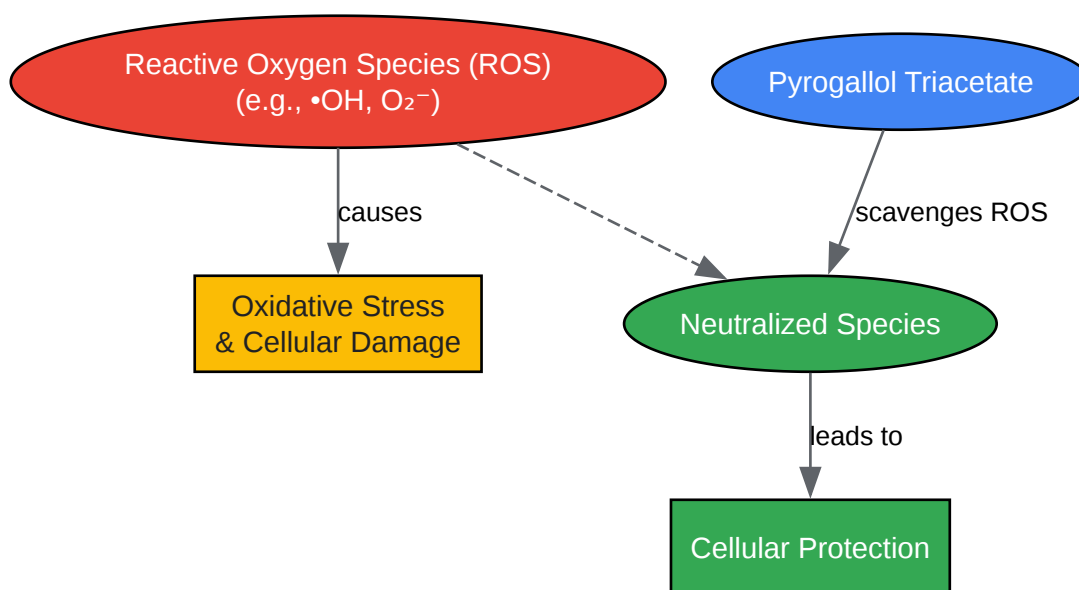 Reactive Oxygen Species (ROS)
(e.g., •OH, O₂⁻)
Pyrogallol Triacetate
causes
scavenges ROS
Oxidative Stress
& Cellular Damage
Neutralized Species
leads to
Cellular Protection